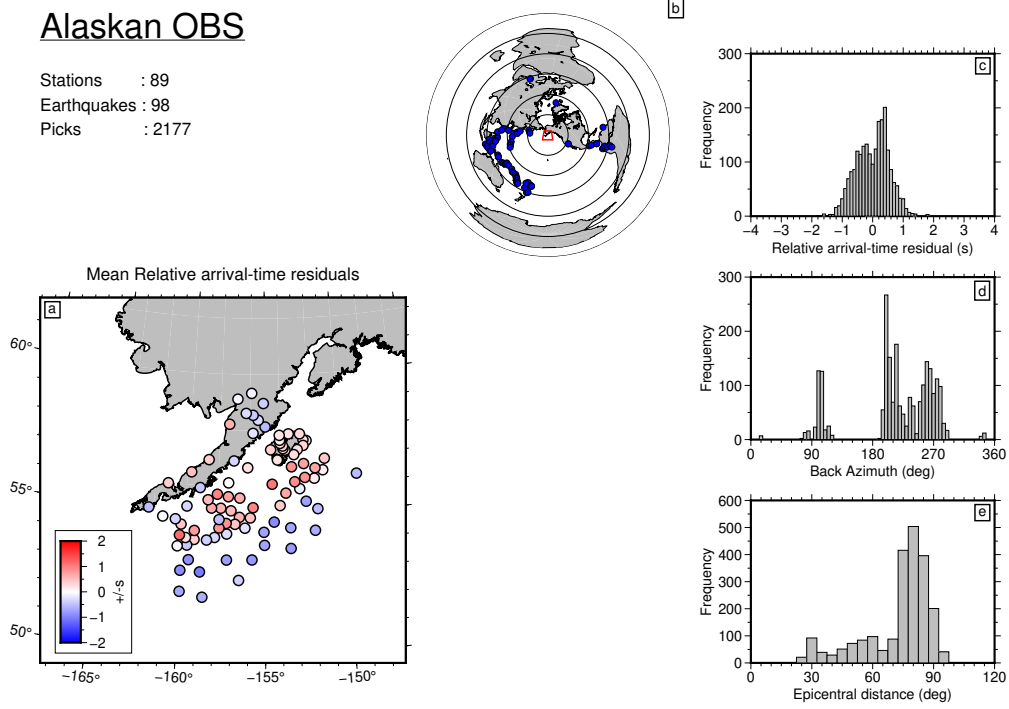 Alaskan OBS
Stations : 89
Earthquakes : 98
Picks : 2177
b
c
300
200
100
0
Frequency
−4 −3 −2 −1 0 1 2 3 4
Relative arrival-time residual (s)
Mean Relative arrival-time residuals
a
60°
55°
50°
−165° −160° −155° −150°
2
1
0
−1
−2
+/-s
d
300
200
100
0
Frequency
0 90 180 270 360
Back Azimuth (deg)
e
600
500
400
300
200
100
0
Frequency
0 30 60 90 120
Epicentral distance (deg)